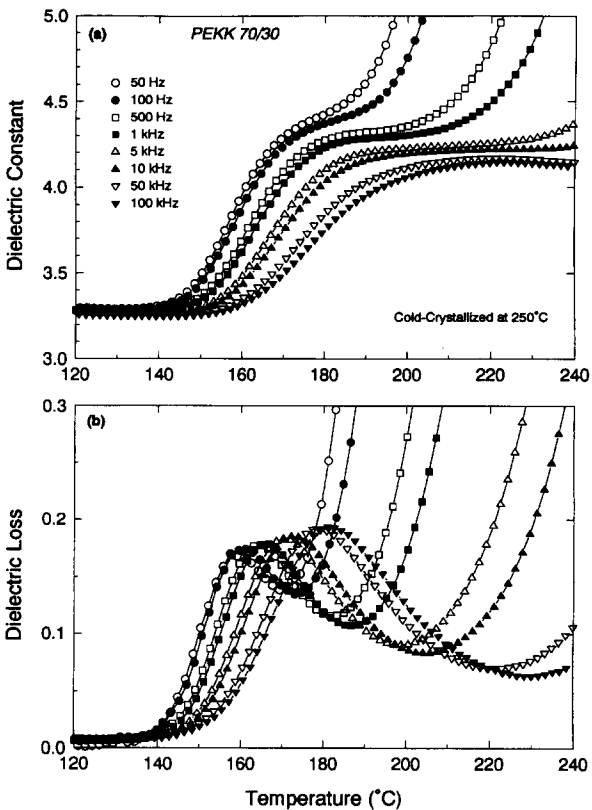 (a)
PEKK 70/30
50 Hz
100 Hz
500 Hz
1 kHz
5 kHz
10 kHz
50 kHz
100 kHz
Dielectric Constant
5.0
4.5
4.0
3.5
3.0
Cold-Crystallized at 250°C
120 140 160 180 200 220 240
(b)
Dielectric Loss
0.3
0.2
0.1
0.0
120 140 160 180 200 220 240
Temperature (°C)